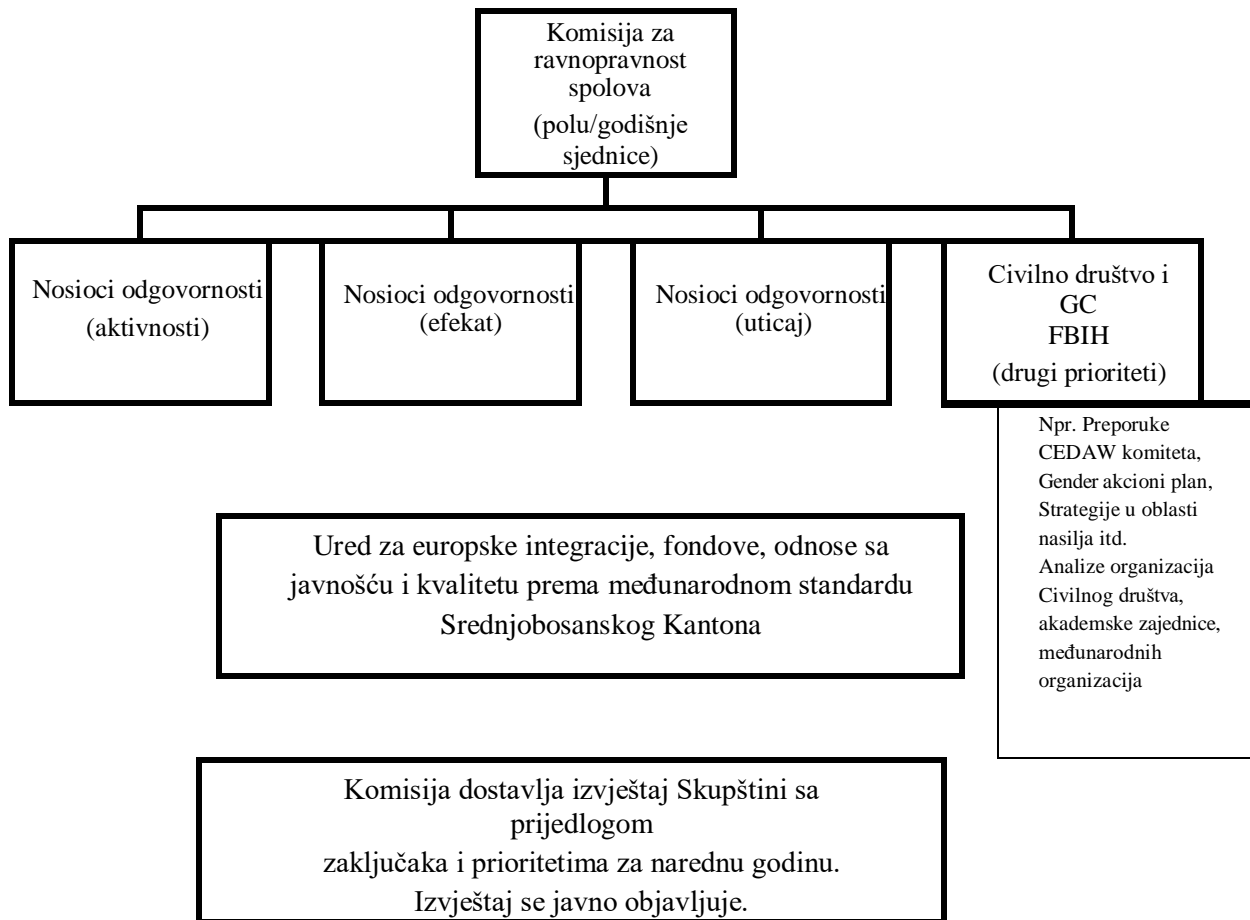 Komisija za
ravnopravnost
spolova
(polu/godišnje
sjednice)
Nosioci odgovornosti
(aktivnosti)
Nosioci odgovornosti
(efekat)
Nosioci odgovornosti
(uticaj)
Civilno društvo i
GC
FBIH
(drugi prioriteti)
Npr. Preporuke
CEDAW komiteta,
Gender akcioni plan,
Strategije u oblasti
nasilja itd.
Analize organizacija
Civilnog društva,
akademske zajednice,
međunarodnih
organizacija
Ured za europske integracije, fondove, odnose sa
javnošću i kvalitetu prema međunarodnom standardu
Srednjobosanskog Kantona
Komisija dostavlja izvještaj Skupštini sa
prijedlogom
zaključaka i prioritetima za narednu godinu.
Izvještaj se javno objavljuje.